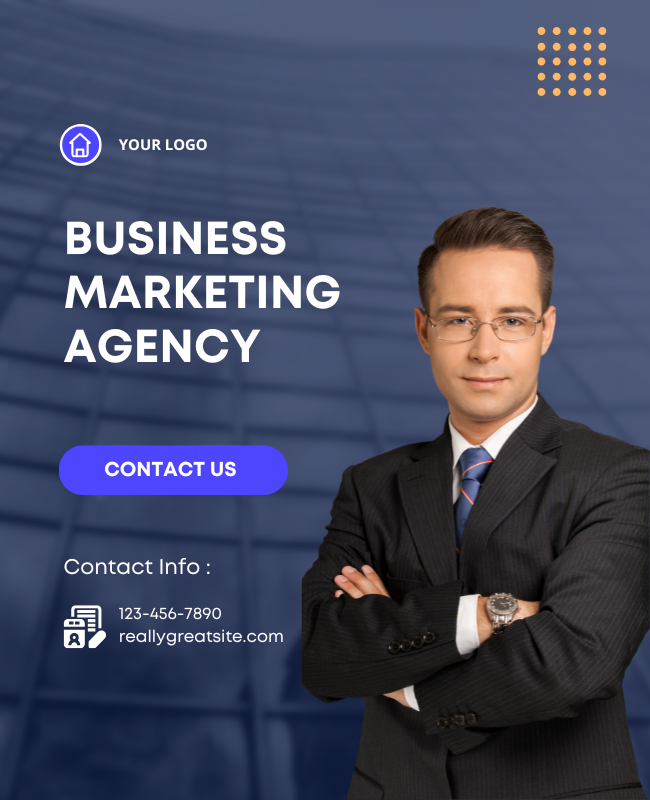 YOUR LOGO
BUSINESS
MARKETING
AGENCY
CONTACT US
Contact Info :
123-456-7890
reallygreatsite.com